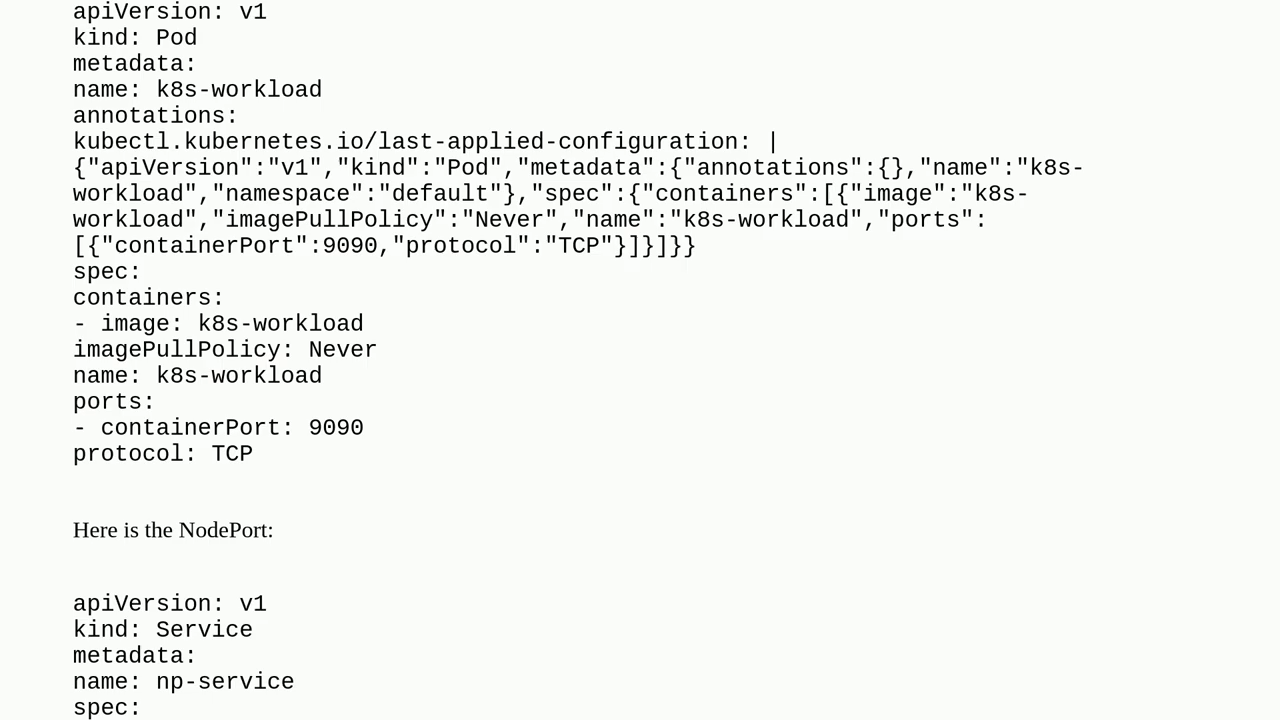 apiVersion: v1
kind: Pod
metadata:
name: k8s-workload
annotations:
kubectl.kubernetes.io/last-applied-configuration: |
{"apiVersion":"v1","kind":"Pod","metadata":{"annotations":{},"name":"k8s-
workload","namespace":"default"},"spec":{"containers":[{"image":"k8s-
workload","imagePullPolicy":"Never","name":"k8s-workload","ports":
[{"containerPort":9090,"protocol":"TCP"}]}]}}
spec:
containers:
- image: k8s-workload
imagePullPolicy: Never
name: k8s-workload
ports:
- containerPort: 9090
protocol: TCP
Here is the NodePort:
apiVersion: v1
kind: Service
metadata:
name: np-service
spec: